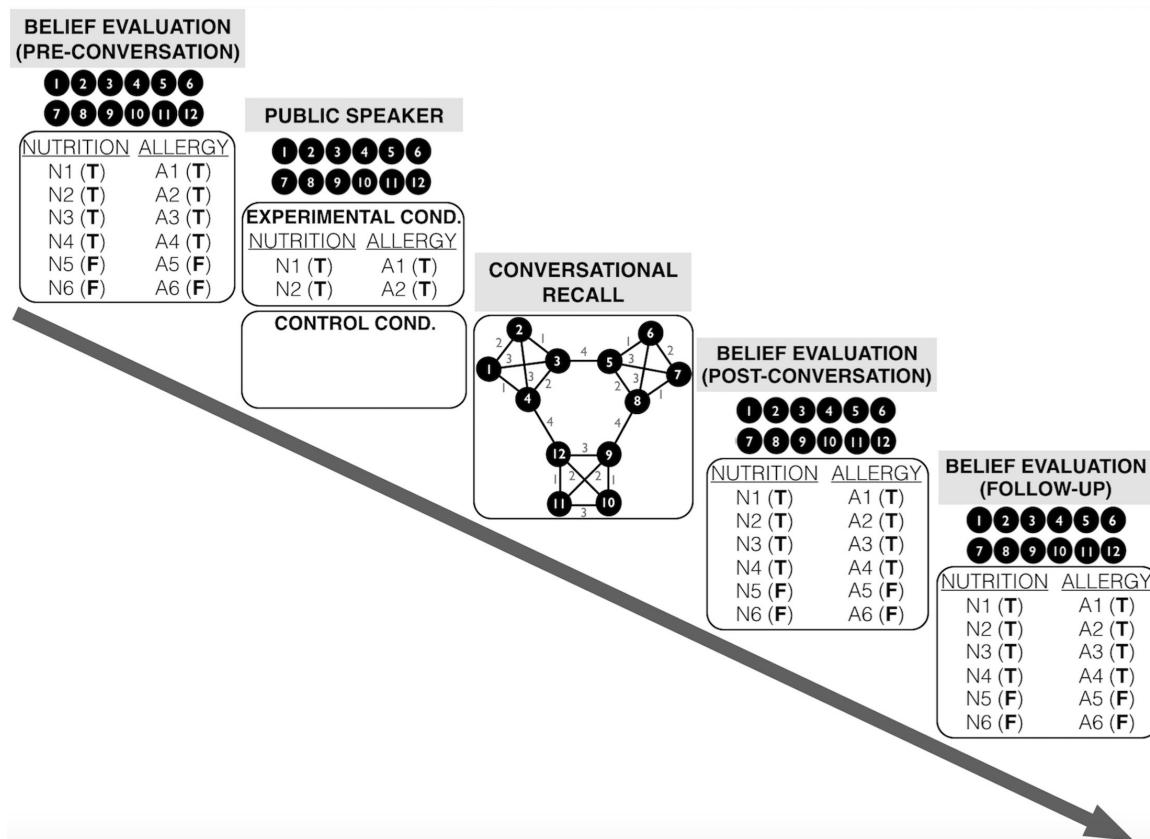 BELIEF EVALUATION
(PRE-CONVERSATION)
1 2 3 4 5 6
7 8 9 10 11 12
NUTRITION ALLERGY
N1 (T) A1 (T)
N2 (T) A2 (T)
N3 (T) A3 (T)
N4 (T) A4 (T)
N5 (F) A5 (F)
N6 (F) A6 (F)
PUBLIC SPEAKER
1 2 3 4 5 6
7 8 9 10 11 12
EXPERIMENTAL COND.
NUTRITION ALLERGY
N1 (T) A1 (T)
N2 (T) A2 (T)
CONTROL COND.
CONVERSATIONAL
RECALL
2 6
2 1 1 2
1 3 3 4 5 3 7
1 3 2 2 3 1
4 8
4 4
12 3 9
1 2 2 1
11 3 10
BELIEF EVALUATION
(POST-CONVERSATION)
1 2 3 4 5 6
7 8 9 10 11 12
NUTRITION ALLERGY
N1 (T) A1 (T)
N2 (T) A2 (T)
N3 (T) A3 (T)
N4 (T) A4 (T)
N5 (F) A5 (F)
N6 (F) A6 (F)
BELIEF EVALUATION
(FOLLOW-UP)
1 2 3 4 5 6
7 8 9 10 11 12
NUTRITION ALLERGY
N1 (T) A1 (T)
N2 (T) A2 (T)
N3 (T) A3 (T)
N4 (T) A4 (T)
N5 (F) A5 (F)
N6 (F) A6 (F)